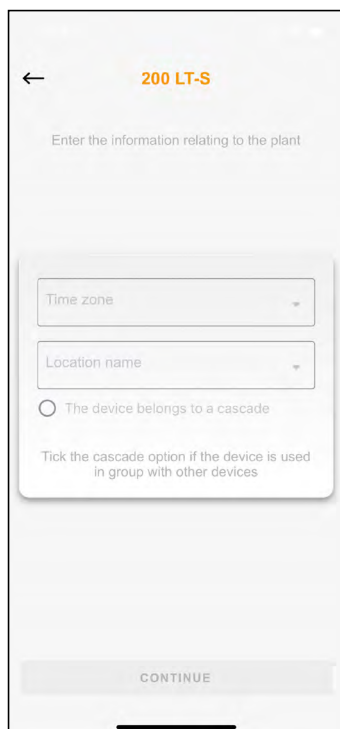 200 LT-S
Enter the information relating to the plant
Time zone
Location name
The device belongs to a cascade
Tick the cascade option if the device is used
in group with other devices
CONTINUE